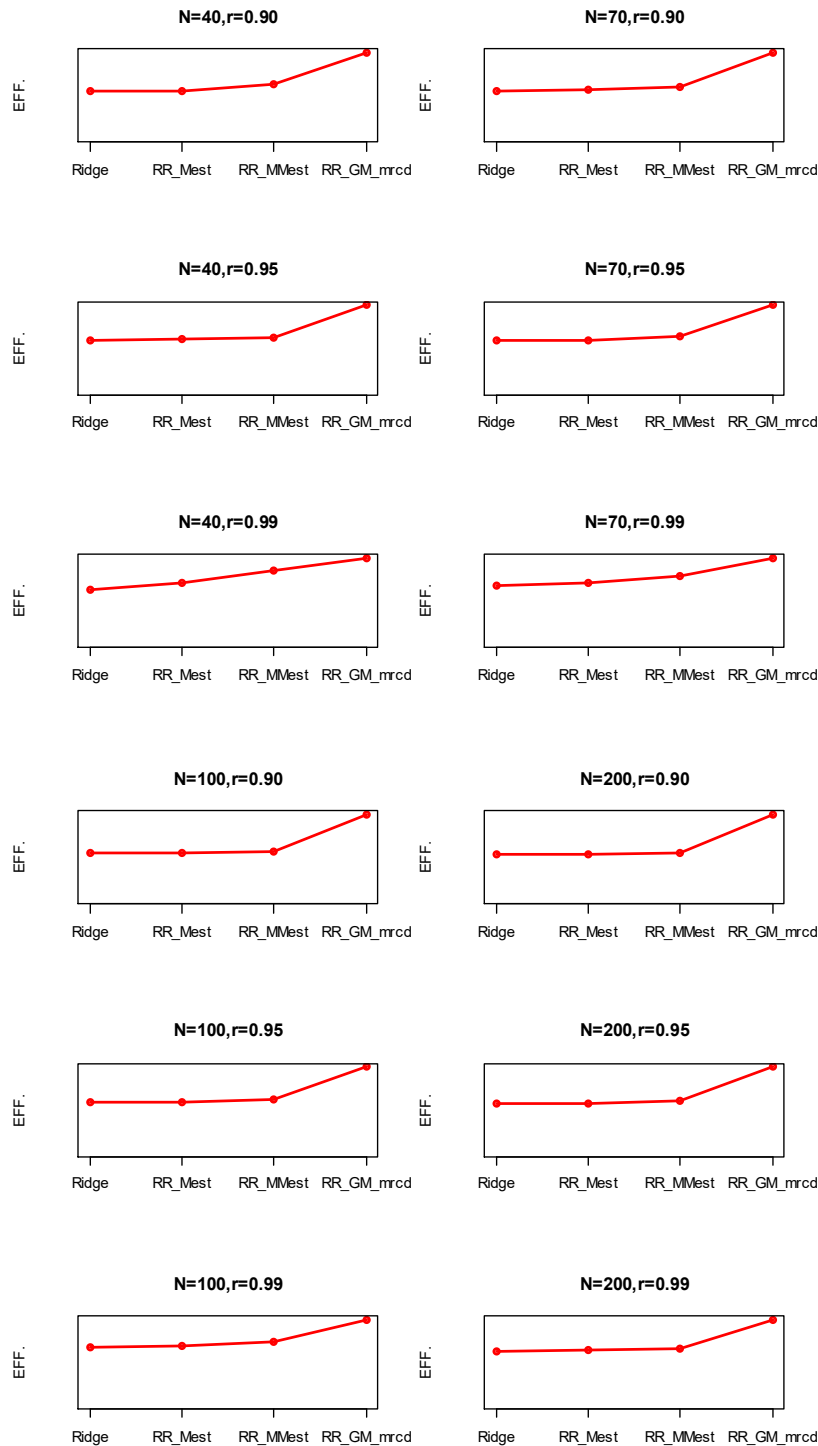 N=40,r=0.90
EFF.
Ridge RR_Mest RR_MMest RR_GM_mrcd
N=70,r=0.90
EFF.
Ridge RR_Mest RR_MMest RR_GM_mrcd
N=40,r=0.95
EFF.
Ridge RR_Mest RR_MMest RR_GM_mrcd
N=70,r=0.95
EFF.
Ridge RR_Mest RR_MMest RR_GM_mrcd
N=40,r=0.99
EFF.
Ridge RR_Mest RR_MMest RR_GM_mrcd
N=70,r=0.99
EFF.
Ridge RR_Mest RR_MMest RR_GM_mrcd
N=100,r=0.90
EFF.
Ridge RR_Mest RR_MMest RR_GM_mrcd
N=200,r=0.90
EFF.
Ridge RR_Mest RR_MMest RR_GM_mrcd
N=100,r=0.95
EFF.
Ridge RR_Mest RR_MMest RR_GM_mrcd
N=200,r=0.95
EFF.
Ridge RR_Mest RR_MMest RR_GM_mrcd
N=100,r=0.99
EFF.
Ridge RR_Mest RR_MMest RR_GM_mrcd
N=200,r=0.99
EFF.
Ridge RR_Mest RR_MMest RR_GM_mrcd